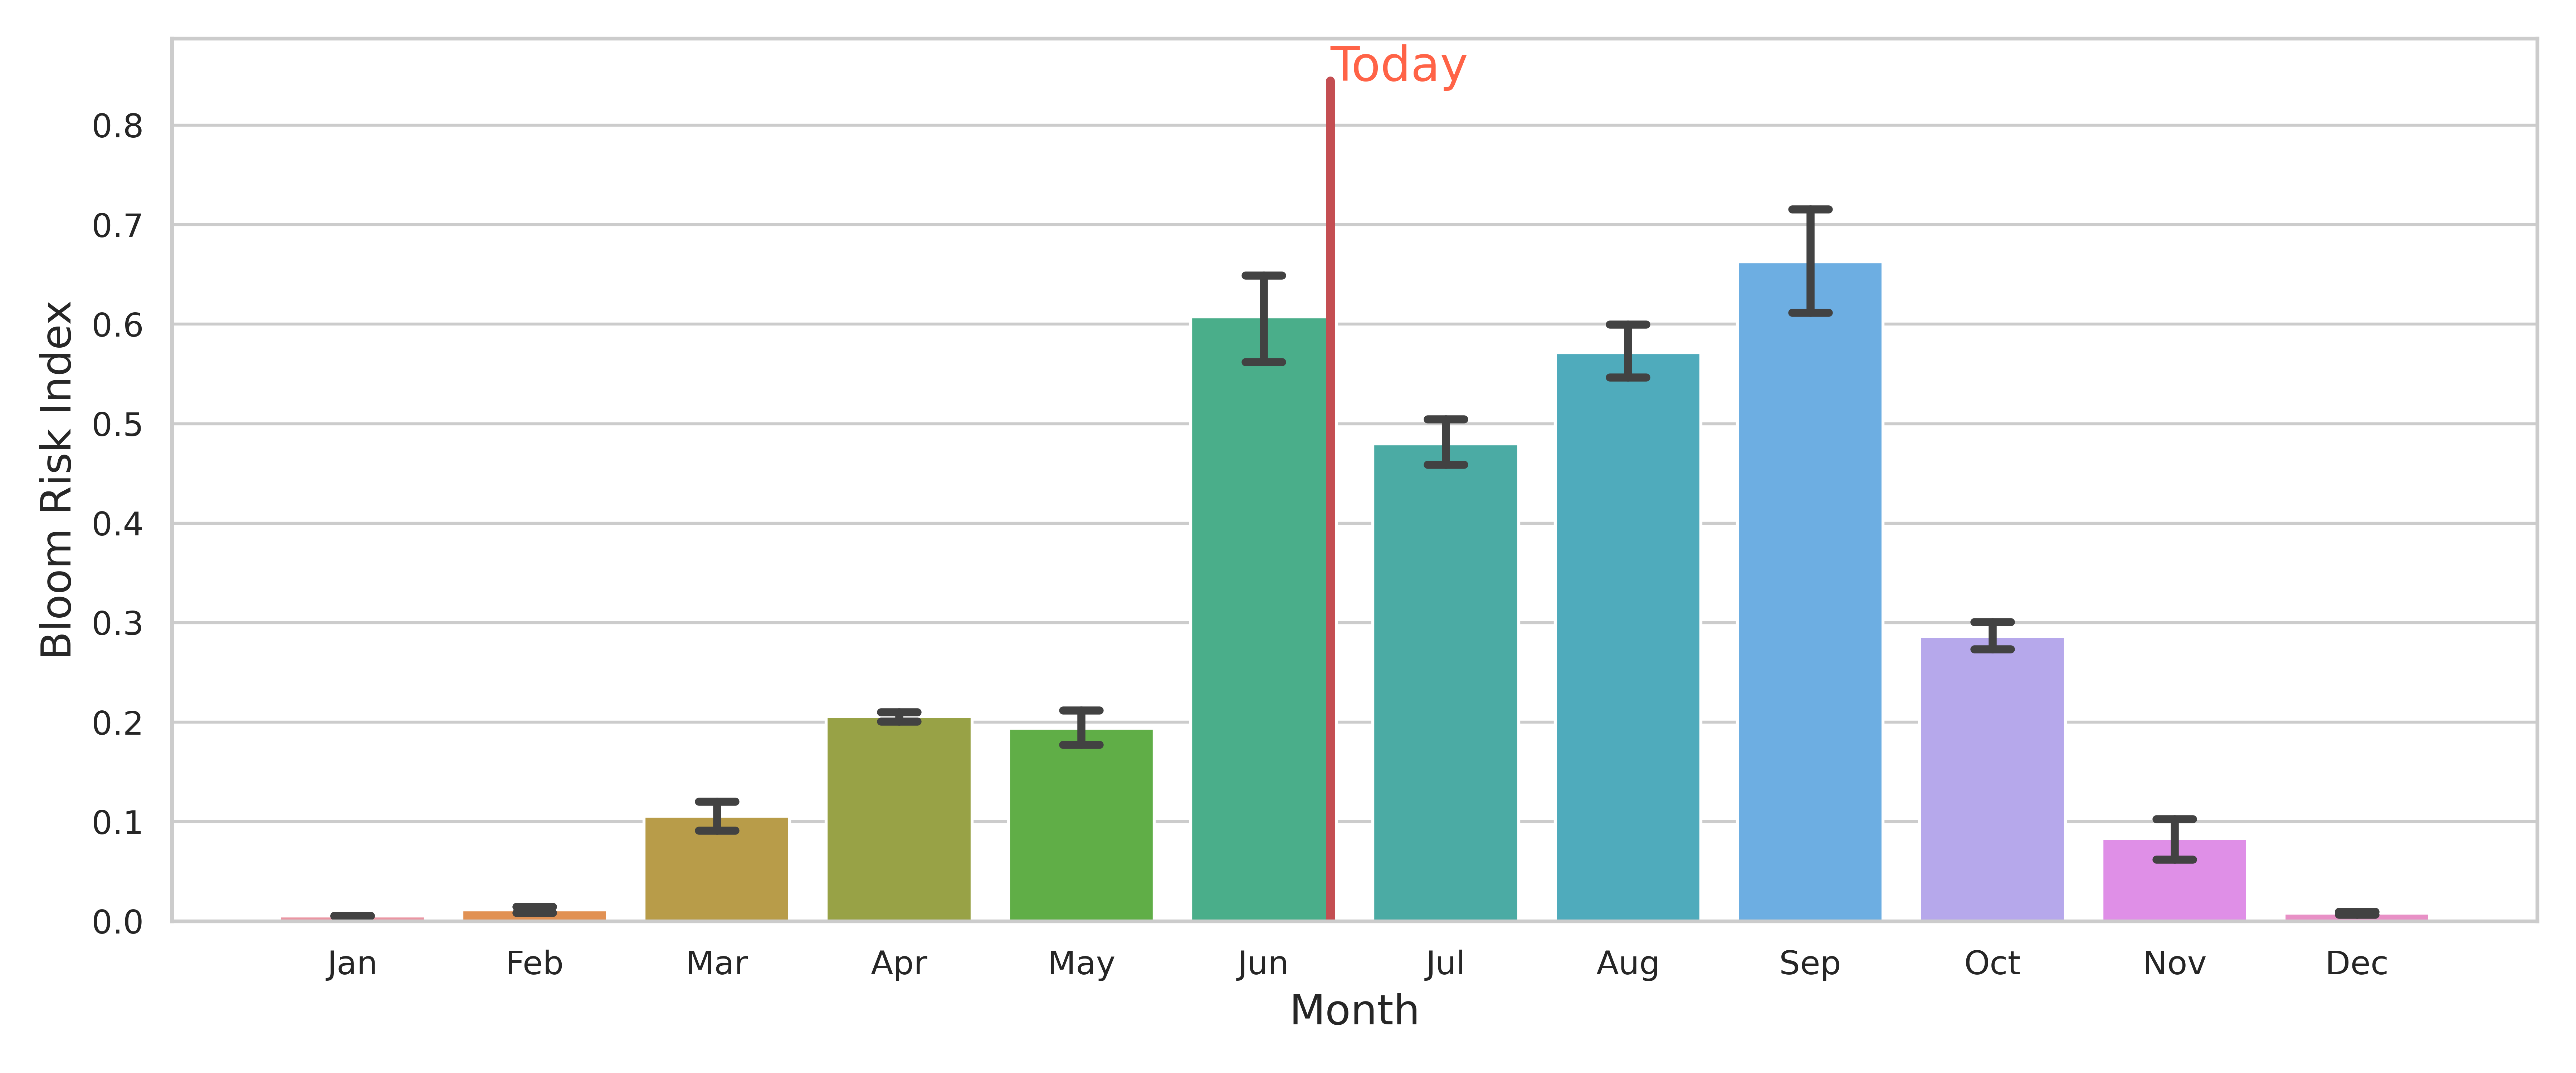 Today
Bloom Risk Index
0.8
0.7
0.6
0.5
0.4
0.3
0.2
0.1
0.0
Jan Feb Mar Apr May Jun Jul Aug Sep Oct Nov Dec
Month